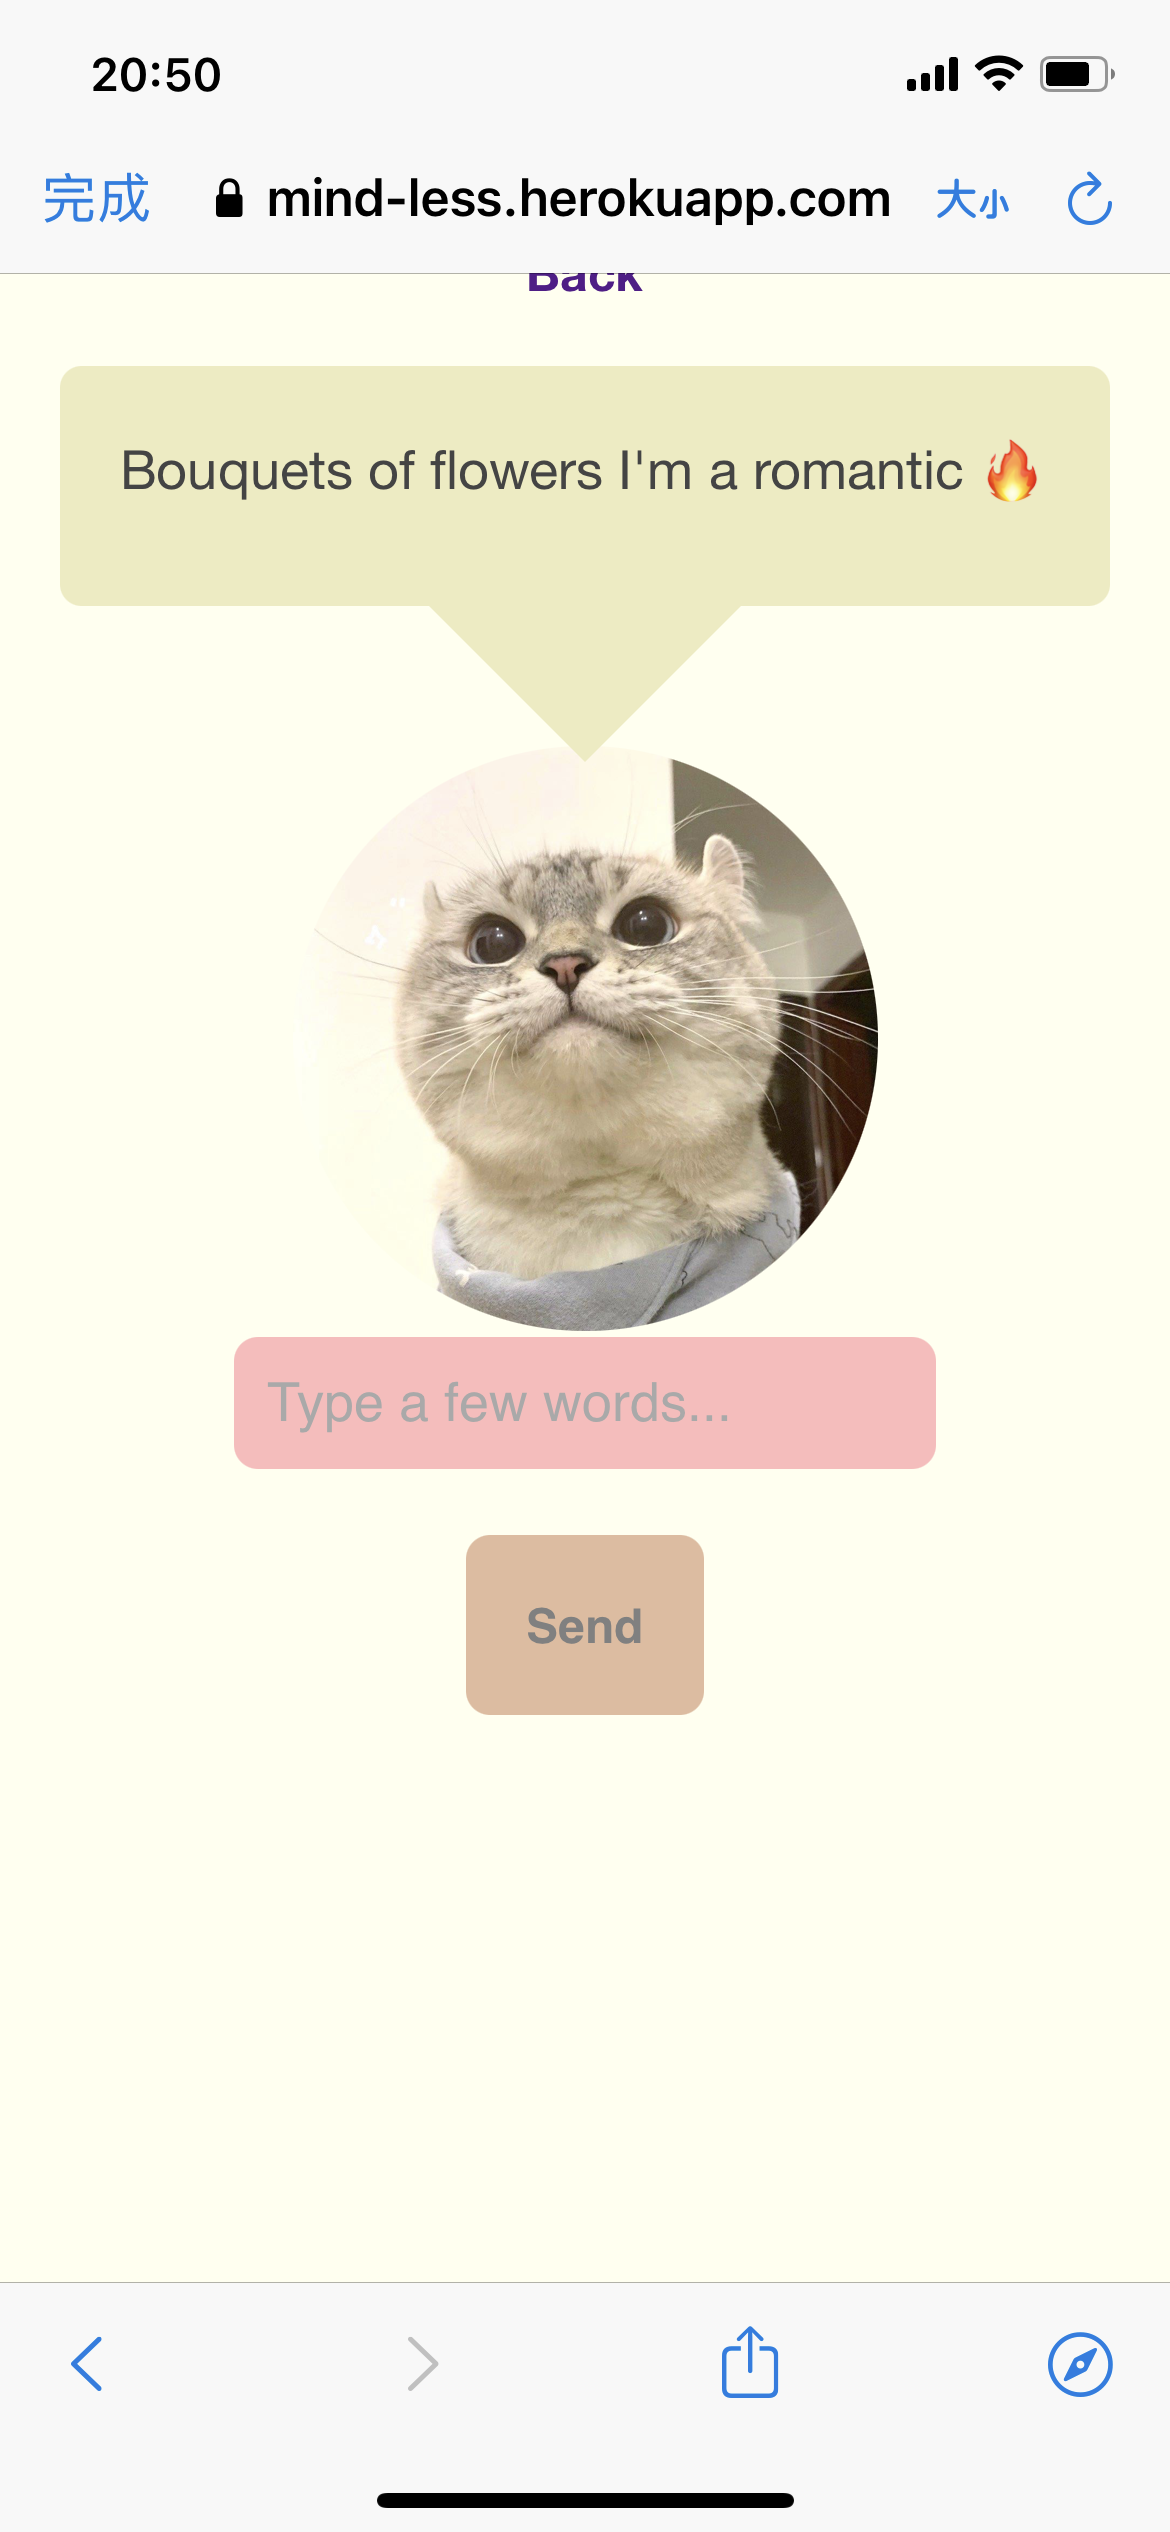 20:50
完成
mind-less.herokuapp.com
大小
Back
Bouquets of flowers I'm a romantic 🔥
Type a few words...
Send